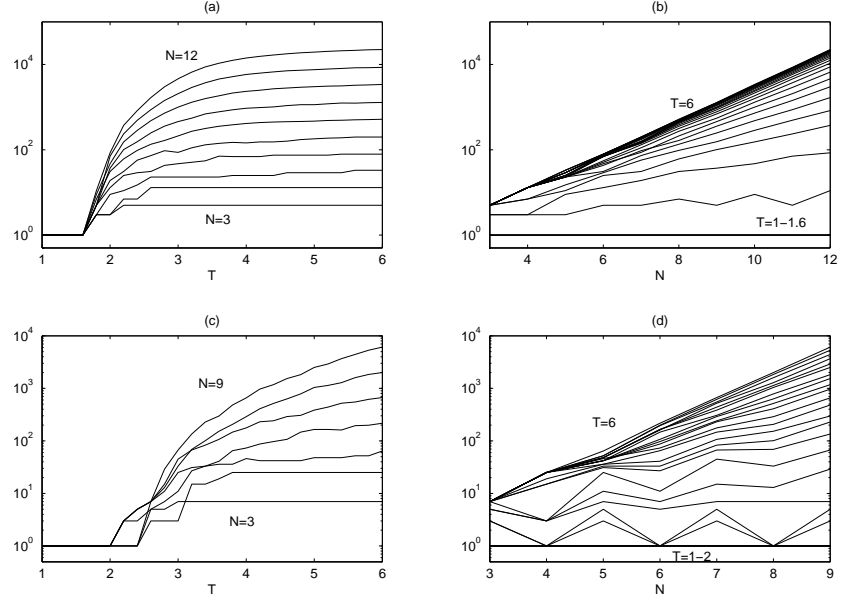 (a)
10^4
10^2
10^0
N=12
N=3
1 2 3 4 5 6
T
(b)
10^4
10^2
10^0
T=6
T=1−1.6
4 6 8 10 12
N
(c)
10^4
10^3
10^2
10^1
10^0
N=9
N=3
1 2 3 4 5 6
T
(d)
10^4
10^3
10^2
10^1
10^0
T=6
T=1−2
3 4 5 6 7 8 9
N